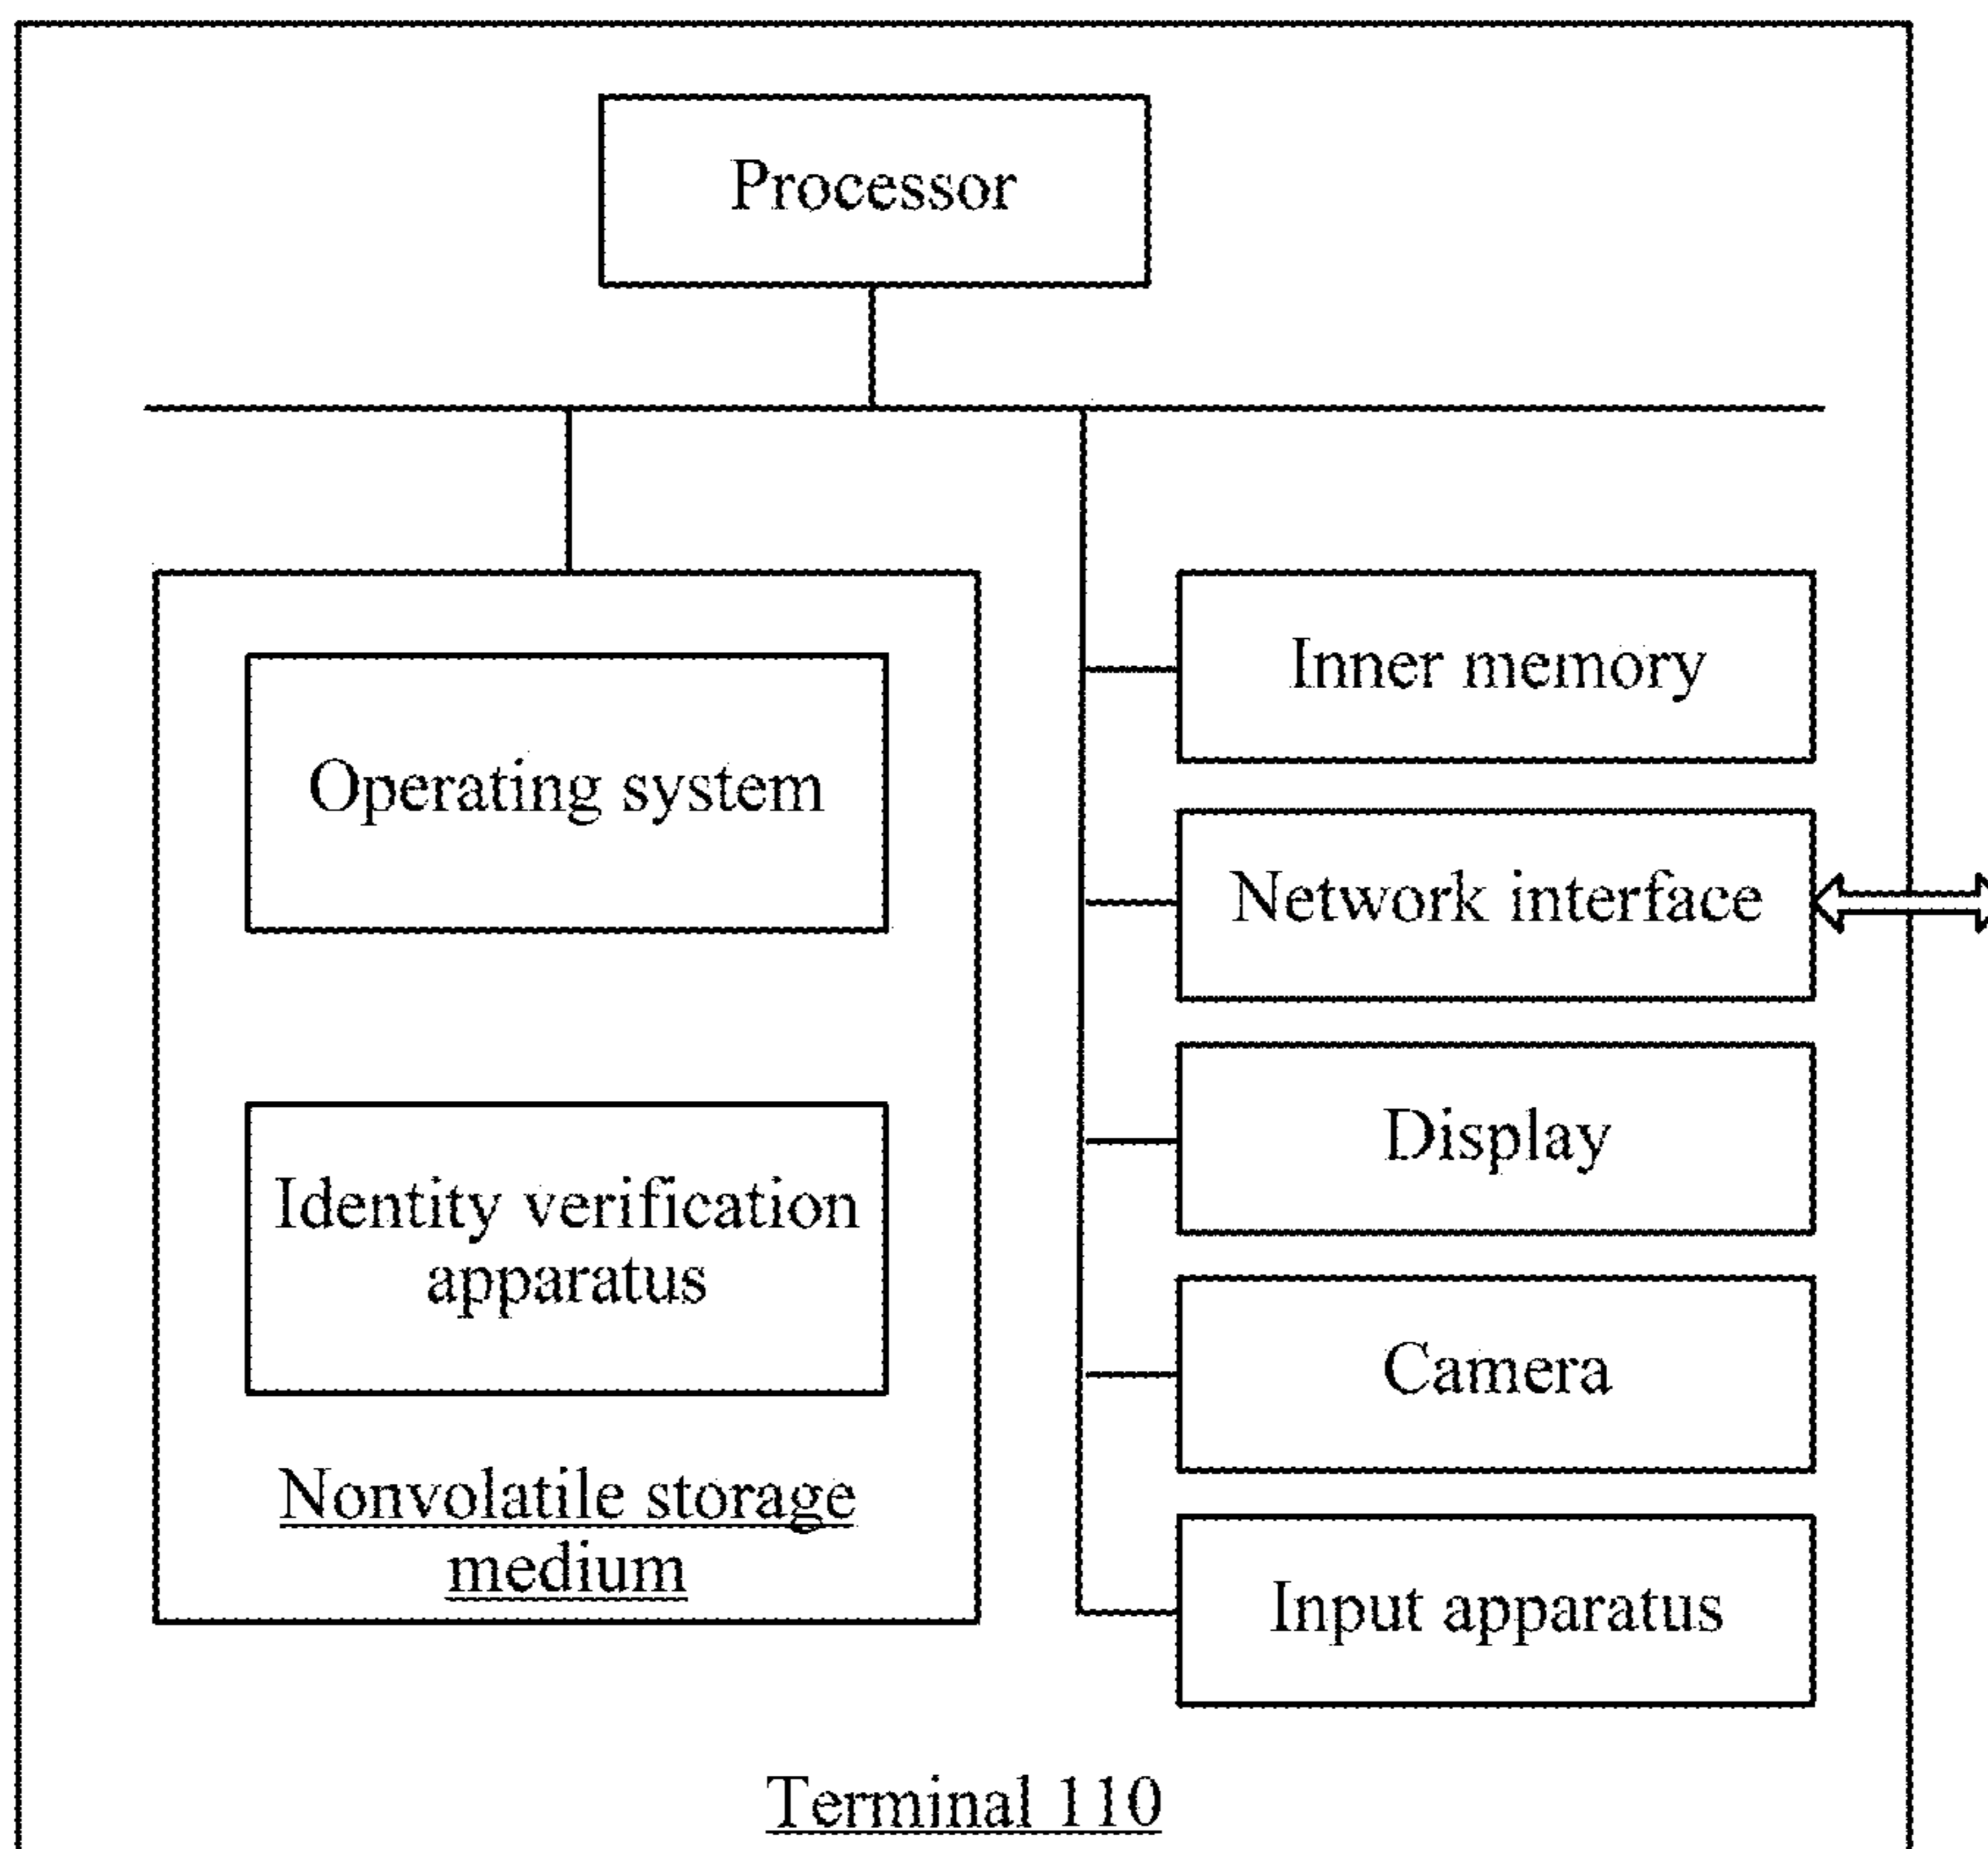 Processor
Operating system
Identity verification
apparatus
Nonvolatile storage
medium
Inner memory
Network interface
Display
Camera
Input apparatus
Terminal 110